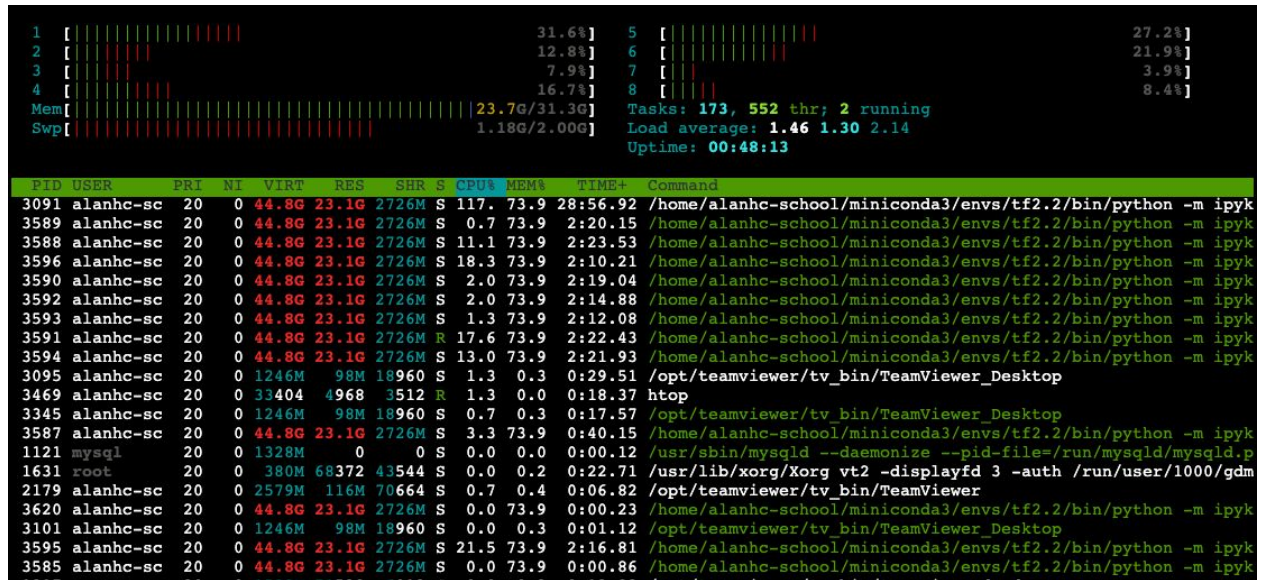 1 [||||||||||||||||||| 31.6%] 5 [|||||||||||||||||| 27.2%]
2 [||||||||| 12.8%] 6 [|||||||||||||| 21.9%]
3 [||||||| 7.9%] 7 [||| 3.9%]
4 [||||||||||| 16.7%] 8 [||||| 8.4%]
Mem[||||||||||||||||||||||||||||||||||||||||||||23.7G/31.3G] Tasks: 173, 552 thr; 2 running
Swp[||||||||||||||||||||||||||||||||| 1.18G/2.00G] Load average: 1.46 1.30 2.14
Uptime: 00:48:13
PID USER PRI NI VIRT RES SHR S CPU% MEM% TIME+ Command
3091 alanhc-sc 20 0 44.8G 23.1G 2726M S 117. 73.9 28:56.92 /home/alanhc-school/miniconda3/envs/tf2.2/bin/python -m ipyk
3589 alanhc-sc 20 0 44.8G 23.1G 2726M S 0.7 73.9 2:20.15 /home/alanhc-school/miniconda3/envs/tf2.2/bin/python -m ipyk
3588 alanhc-sc 20 0 44.8G 23.1G 2726M S 11.1 73.9 2:23.53 /home/alanhc-school/miniconda3/envs/tf2.2/bin/python -m ipyk
3596 alanhc-sc 20 0 44.8G 23.1G 2726M S 18.3 73.9 2:10.21 /home/alanhc-school/miniconda3/envs/tf2.2/bin/python -m ipyk
3590 alanhc-sc 20 0 44.8G 23.1G 2726M S 2.0 73.9 2:19.04 /home/alanhc-school/miniconda3/envs/tf2.2/bin/python -m ipyk
3592 alanhc-sc 20 0 44.8G 23.1G 2726M S 2.0 73.9 2:14.88 /home/alanhc-school/miniconda3/envs/tf2.2/bin/python -m ipyk
3593 alanhc-sc 20 0 44.8G 23.1G 2726M S 1.3 73.9 2:12.08 /home/alanhc-school/miniconda3/envs/tf2.2/bin/python -m ipyk
3591 alanhc-sc 20 0 44.8G 23.1G 2726M R 17.6 73.9 2:22.43 /home/alanhc-school/miniconda3/envs/tf2.2/bin/python -m ipyk
3594 alanhc-sc 20 0 44.8G 23.1G 2726M S 13.0 73.9 2:21.93 /home/alanhc-school/miniconda3/envs/tf2.2/bin/python -m ipyk
3095 alanhc-sc 20 0 1246M 98M 18960 S 1.3 0.3 0:29.51 /opt/teamviewer/tv_bin/TeamViewer_Desktop
3469 alanhc-sc 20 0 33404 4968 3512 R 1.3 0.0 0:18.37 htop
3345 alanhc-sc 20 0 1246M 98M 18960 S 0.7 0.3 0:17.57 /opt/teamviewer/tv_bin/TeamViewer_Desktop
3587 alanhc-sc 20 0 44.8G 23.1G 2726M S 3.3 73.9 0:40.15 /home/alanhc-school/miniconda3/envs/tf2.2/bin/python -m ipyk
1121 mysql 20 0 1328M 0 0 S 0.0 0.0 0:00.12 /usr/sbin/mysqld --daemonize --pid-file=/run/mysqld/mysqld.p
1631 root 20 0 380M 68372 43544 S 0.0 0.2 0:22.71 /usr/lib/xorg/Xorg vt2 -displayfd 3 -auth /run/user/1000/gdm
2179 alanhc-sc 20 0 2579M 116M 70664 S 0.7 0.4 0:06.82 /opt/teamviewer/tv_bin/TeamViewer
3620 alanhc-sc 20 0 44.8G 23.1G 2726M S 0.0 73.9 0:00.23 /home/alanhc-school/miniconda3/envs/tf2.2/bin/python -m ipyk
3101 alanhc-sc 20 0 1246M 98M 18960 S 0.0 0.3 0:01.12 /opt/teamviewer/tv_bin/TeamViewer_Desktop
3595 alanhc-sc 20 0 44.8G 23.1G 2726M S 21.5 73.9 2:16.81 /home/alanhc-school/miniconda3/envs/tf2.2/bin/python -m ipyk
3585 alanhc-sc 20 0 44.8G 23.1G 2726M S 0.0 73.9 0:00.86 /home/alanhc-school/miniconda3/envs/tf2.2/bin/python -m ipyk